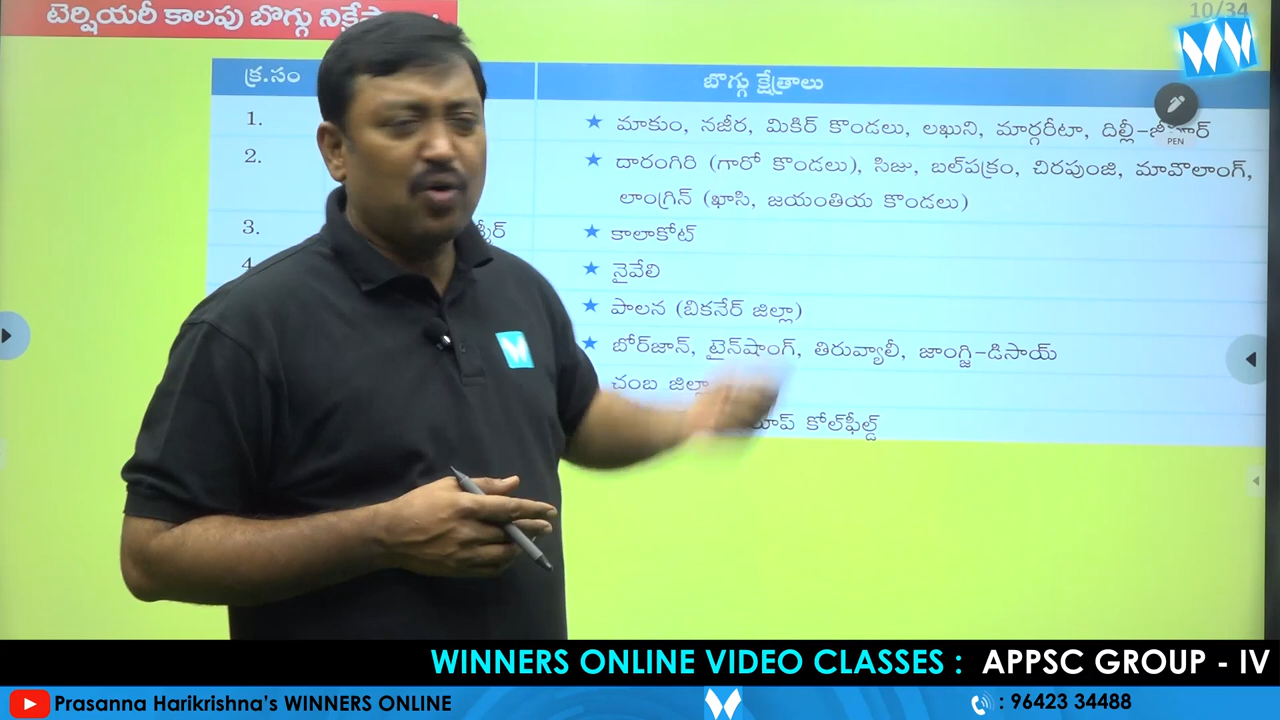 టెర్షియరీ కాలపు బొగ్గు
10/34
క్ర.సం
బొగ్గు క్షేత్రాలు
1.
★ మాకుం, నజీర, మికిర్ కొండలు, లఖుని, మార్గరీటా, దిల్లీ-
PEN
2.
★ దారంగిరి (గారో కొండలు), సిజు, బల్‌పక్రం, చిరపుంజి, మావొలాంగ్,
లాంగ్రిన్ (ఖాసి, జయంతియ కొండలు)
3.
★ కాలాకోట్
4.
★ నైవేలి
★ పాలన (బికనేర్ జిల్లా)
★ బోర్‌జాన్, టైన్‌షాంగ్, తిరువ్యాలీ, జాంగ్జి-డిసాయ్
చంబ జిల్లా
కోల్‌ఫీల్డ్
WINNERS ONLINE VIDEO CLASSES : APPSC GROUP - IV
Prasanna Harikrishna's WINNERS ONLINE
: 96423 34488